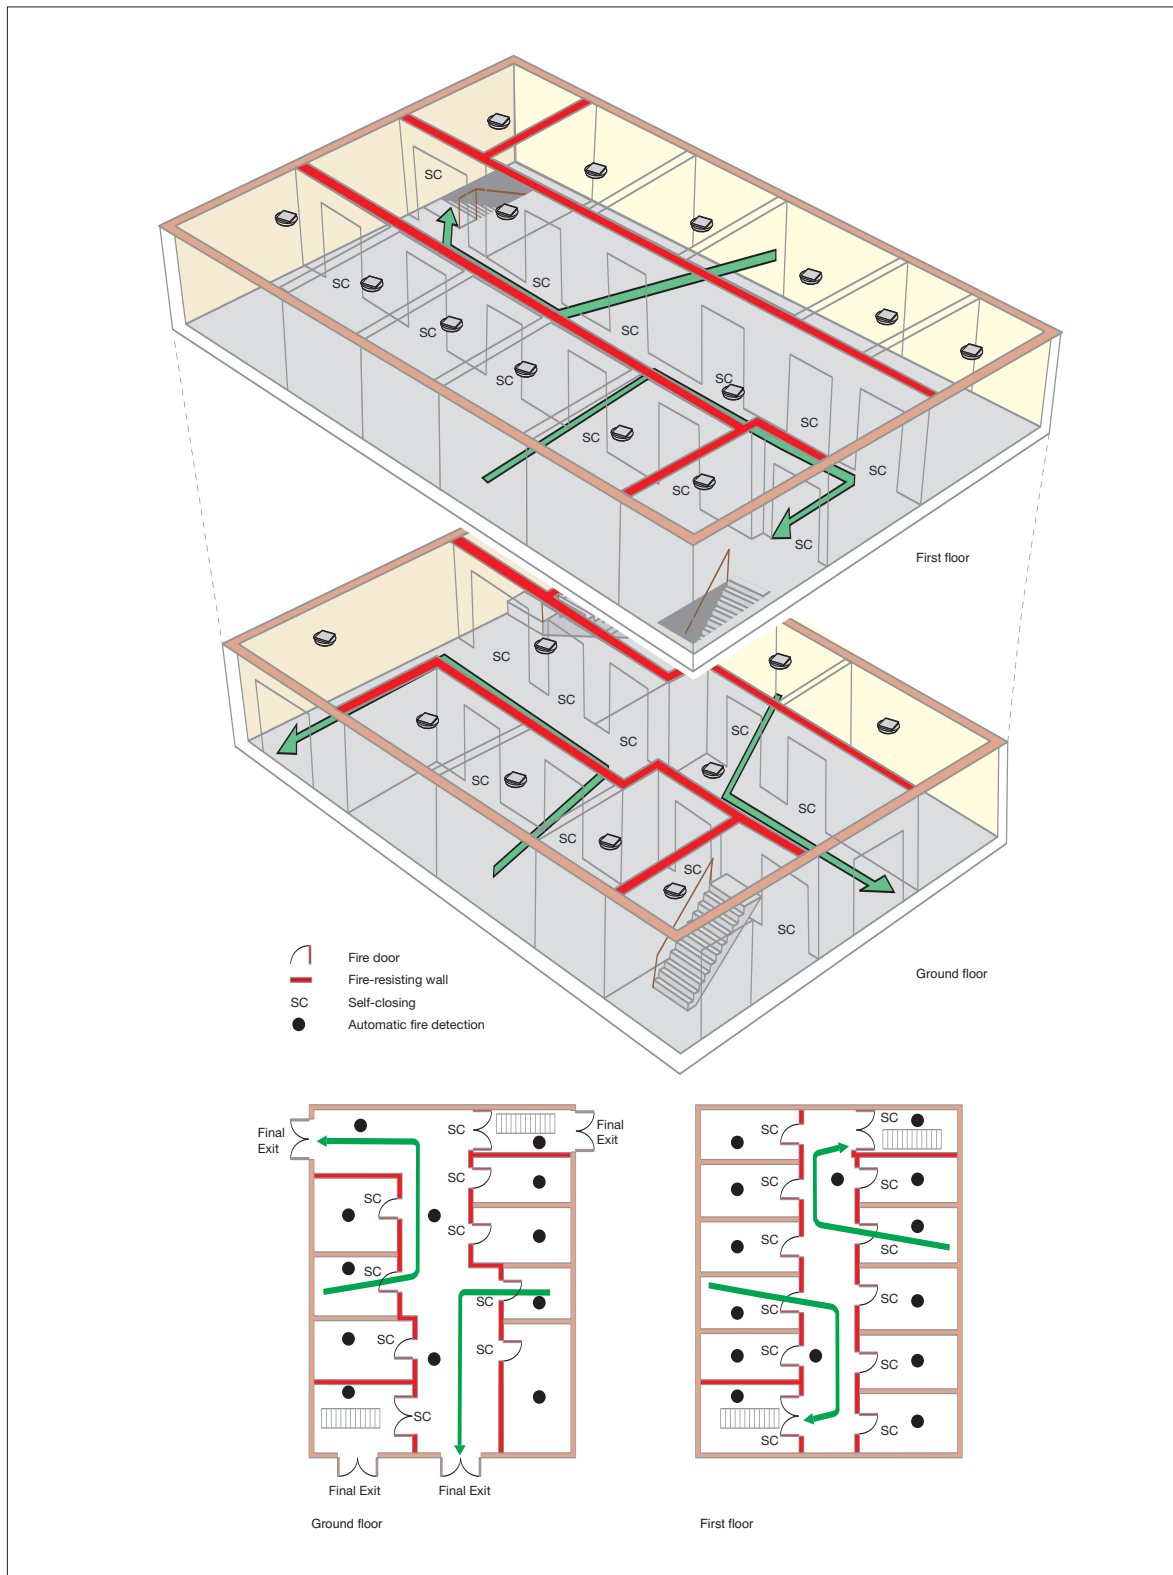 SC
SC
SC
SC
SC
SC
SC
SC
SC
SC
SC
SC
SC
First floor
SC
SC
SC
SC
SC
SC
SC
SC
SC
Ground floor
Fire door
Fire-resisting wall
SC Self-closing
Automatic fire detection
Final
Exit
SC
Final
Exit
SC
SC
SC
SC
SC
SC
SC
SC
Final Exit
Final Exit
Ground floor
SC
SC
SC
SC
SC
SC
SC
SC
SC
SC
SC
SC
First floor